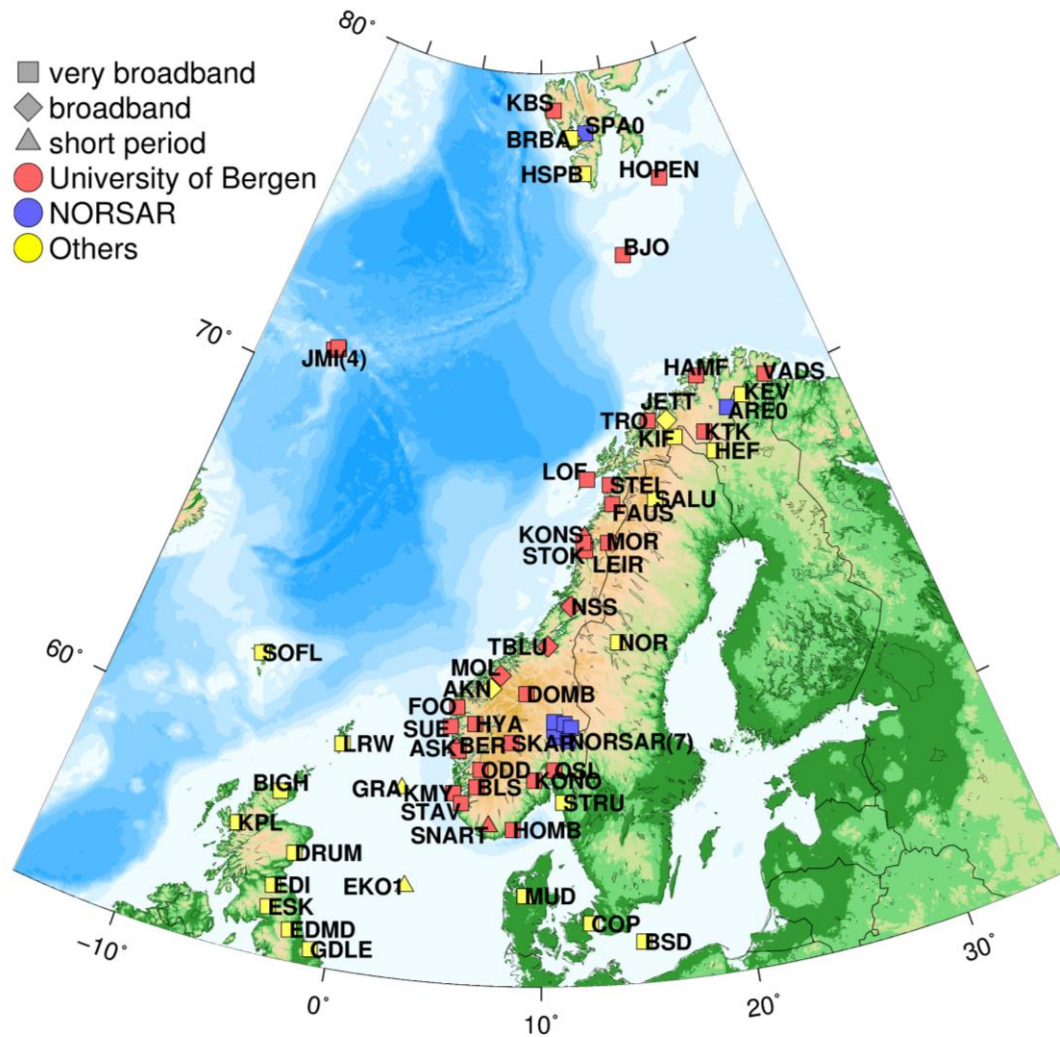 80°
very broadband
broadband
short period
University of Bergen
NORSAR
Others
KBS
SPA0
BRBA
HSPB
HOPEN
BJO
70°
JMI(4)
HAMF
VADS
KEV
JETT
ARE0
TRO
KTK
KIF
HEF
LOF
STEI
SALU
FAUS
KONS
MOR
STOK
LEIR
NSS
NOR
TBLU
60°
SOFL
MOL
AKN
DOMB
FOO
SUE
HYA
LRW
ASK
BER
SKAR
NORSAR(7)
ODD
OSL
BIGH
GRA
KMY
BLS
KONO
STAV
STRU
KPL
SNART
HOMB
DRUM
EDI
EKO1
MUD
ESK
COP
EDMD
BSD
GDLE
−10°
30°
0°
20°
10°